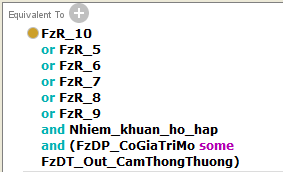 Equivalent To
FzR_10
or FzR_5
or FzR_6
or FzR_7
or FzR_8
or FzR_9
and Nhiem_khuan_ho_hap
and (FzDP_CoGiaTriMo some
FzDT_Out_CamThongThuong)